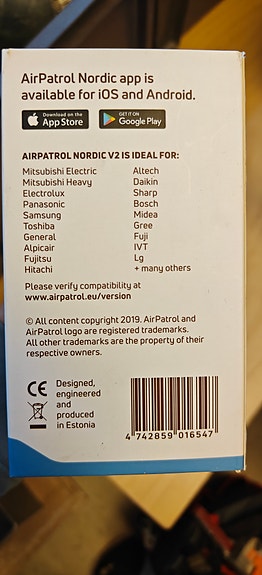 AirPatrol Nordic app is
available for iOS and Android.
Download on the
App Store
GET IT ON
Google Play
AIRPATROL NORDIC V2 IS IDEAL FOR:
Mitsubishi Electric
Mitsubishi Heavy
Electrolux
Panasonic
Samsung
Toshiba
General
Alpicair
Fujitsu
Hitachi
Altech
Daikin
Sharp
Bosch
Midea
Gree
Fuji
IVT
Lg
+ many others
Please verify compatibility at
www.airpatrol.eu/version
© All content copyright 2019. AirPatrol and
AirPatrol logo are registered trademarks.
All other trademarks are the property of their
respective owners.
CE
Designed,
engineered
and
produced
in Estonia
4 742859 016547